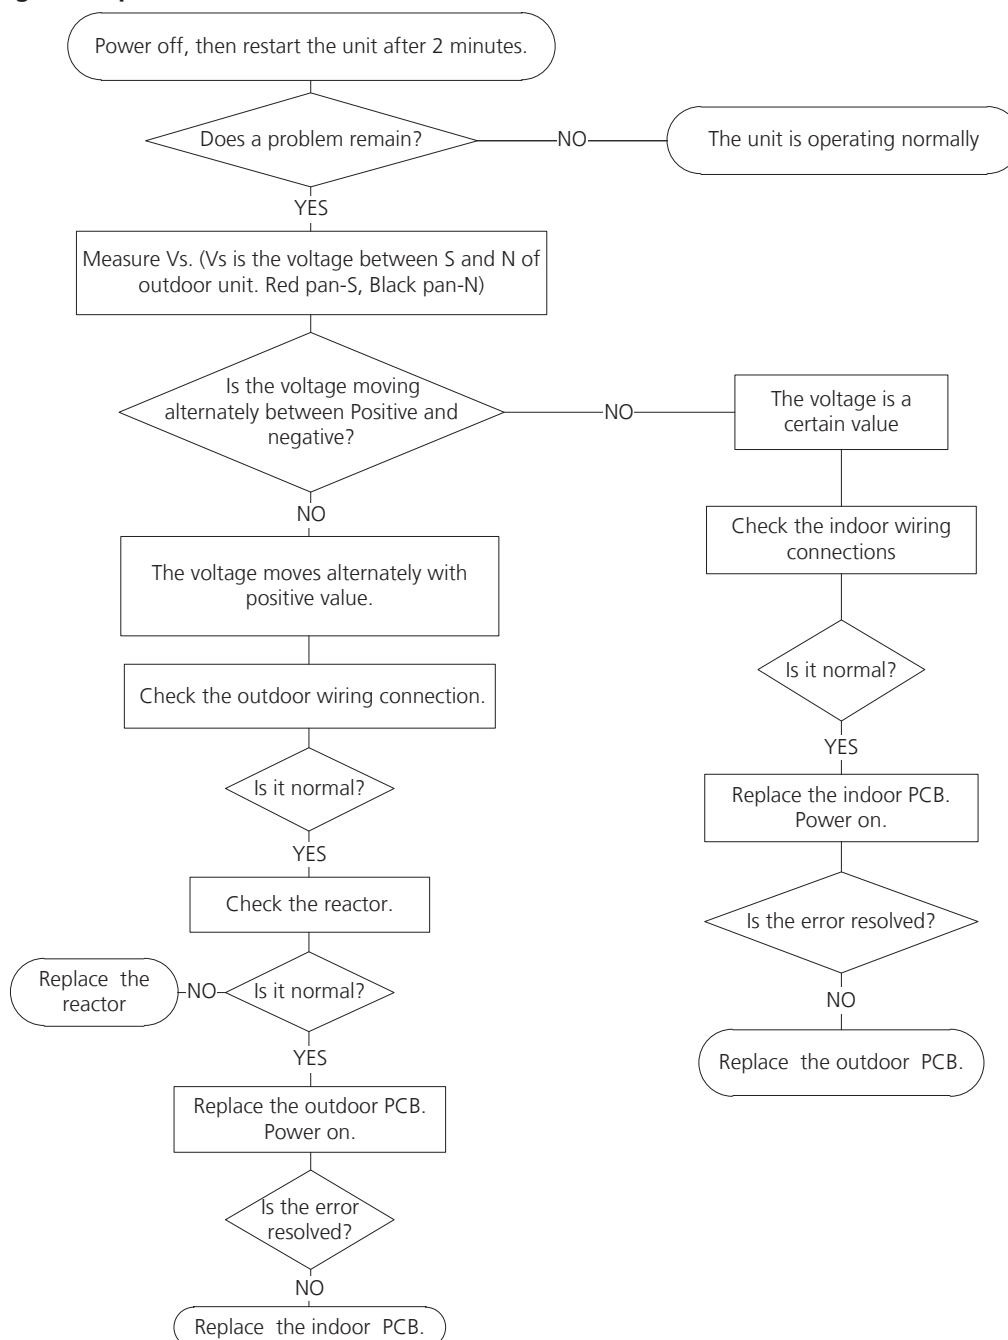 Power off, then restart the unit after 2 minutes.
Does a problem remain?
NO
The unit is operating normally
YES
Measure Vs. (Vs is the voltage between S and N of
outdoor unit. Red pan-S, Black pan-N)
Is the voltage moving
alternately between Positive and
negative?
NO
The voltage is a
certain value
NO
Check the indoor wiring
connections
The voltage moves alternately with
positive value.
Is it normal?
Check the outdoor wiring connection.
YES
Is it normal?
Replace the indoor PCB.
Power on.
YES
Check the reactor.
Is the error resolved?
Replace the
reactor
NO
Is it normal?
NO
YES
Replace the outdoor PCB.
Replace the outdoor PCB.
Power on.
Is the error
resolved?
NO
Replace the indoor PCB.